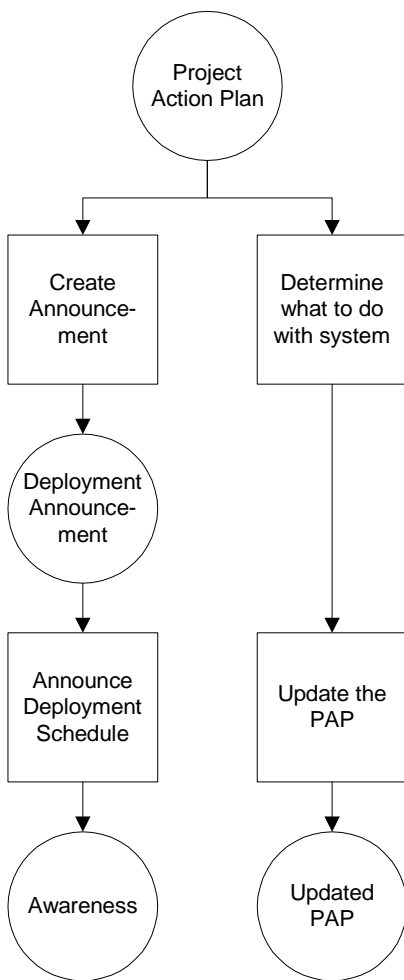 Project
Action Plan
Create
Announce-
ment
Determine
what to do
with system
Deployment
Announce-
ment
Announce
Deployment
Schedule
Update the
PAP
Awareness
Updated
PAP